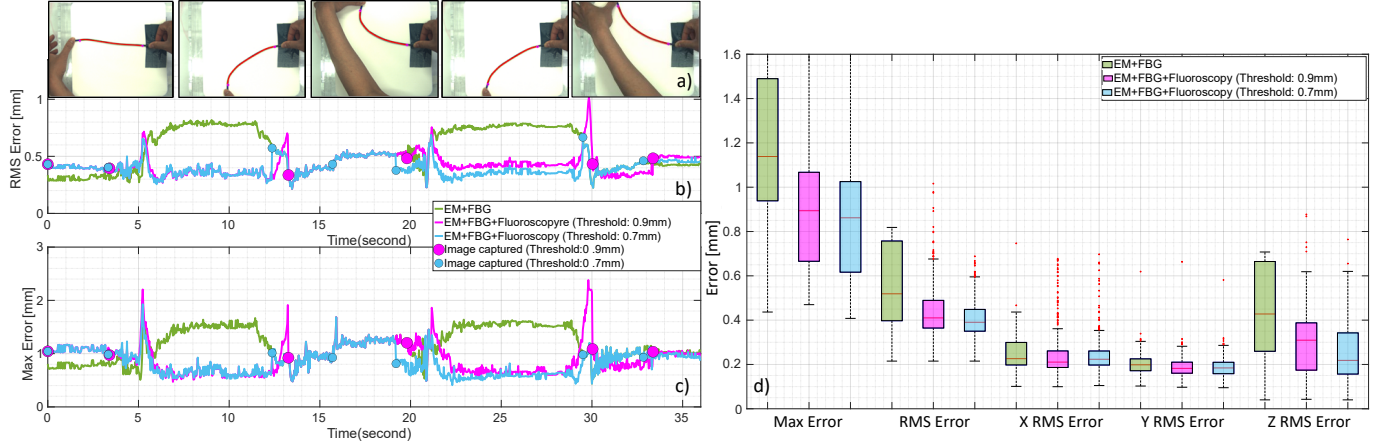 a)
RMS Error [mm]
1
0.5
0
b)
0
5
10
15
20
25
30
35
Time(second)
EM+FBG
EM+FBG+Fluoroscopyre (Threshold: 0.9mm)
EM+FBG+Fluoroscopy (Threshold: 0.7mm)
Image captured (Threshold:0 .9mm)
Image captured (Threshold:0 .7mm)
Max Error [mm]
3
2
1
0
c)
0
5
10
15
20
25
30
35
Time(second)
Error [mm]
1.6
1.4
1.2
1
0.8
0.6
0.4
0.2
0
EM+FBG
EM+FBG+Fluoroscopy (Threshold: 0.9mm)
EM+FBG+Fluoroscopy (Threshold: 0.7mm)
d)
Max Error
RMS Error
X RMS Error
Y RMS Error
Z RMS Error